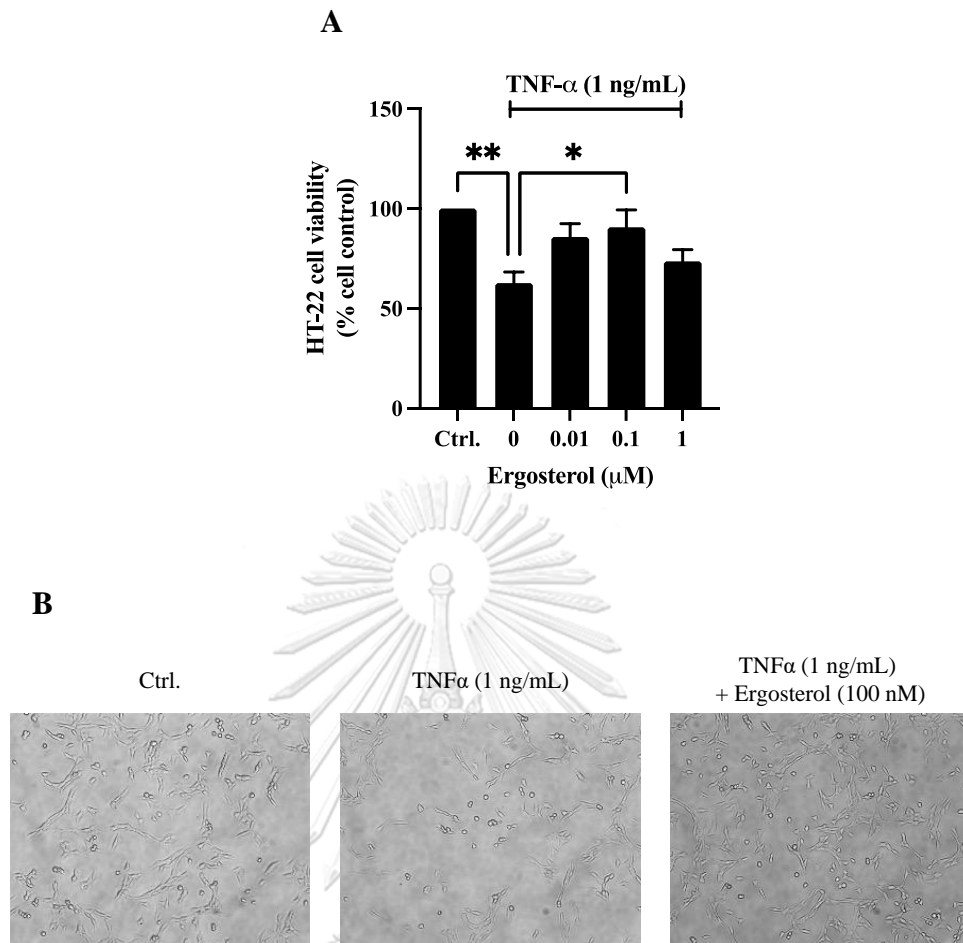 A
TNF-α (1 ng/mL)
** *
HT-22 cell viability
(% cell control)
150
100
50
0
Ctrl. 0 0.01 0.1 1
Ergosterol (μM)
B
Ctrl.
TNFα (1 ng/mL)
TNFα (1 ng/mL)
+ Ergosterol (100 nM)